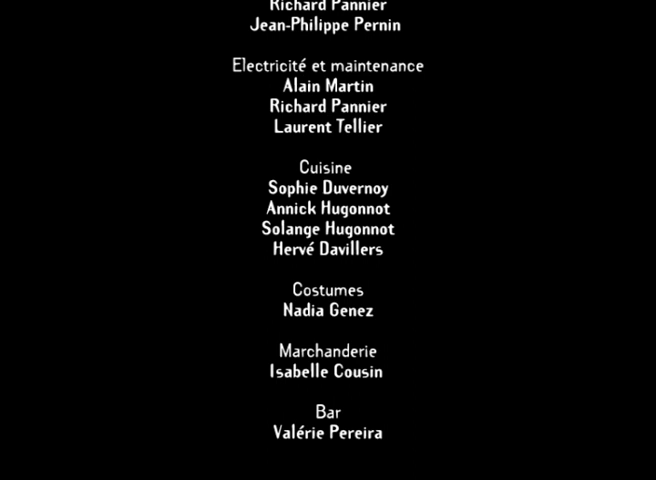 Richard Pannier
Jean-Philippe Pernin
Electricité et maintenance
Alain Martin
Richard Pannier
Laurent Tellier
Cuisine
Sophie Duvernoy
Annick Hugonnot
Solange Hugonnot
Hervé Davillers
Costumes
Nadia Genez
Marchanderie
Isabelle Cousin
Bar
Valérie Pereira